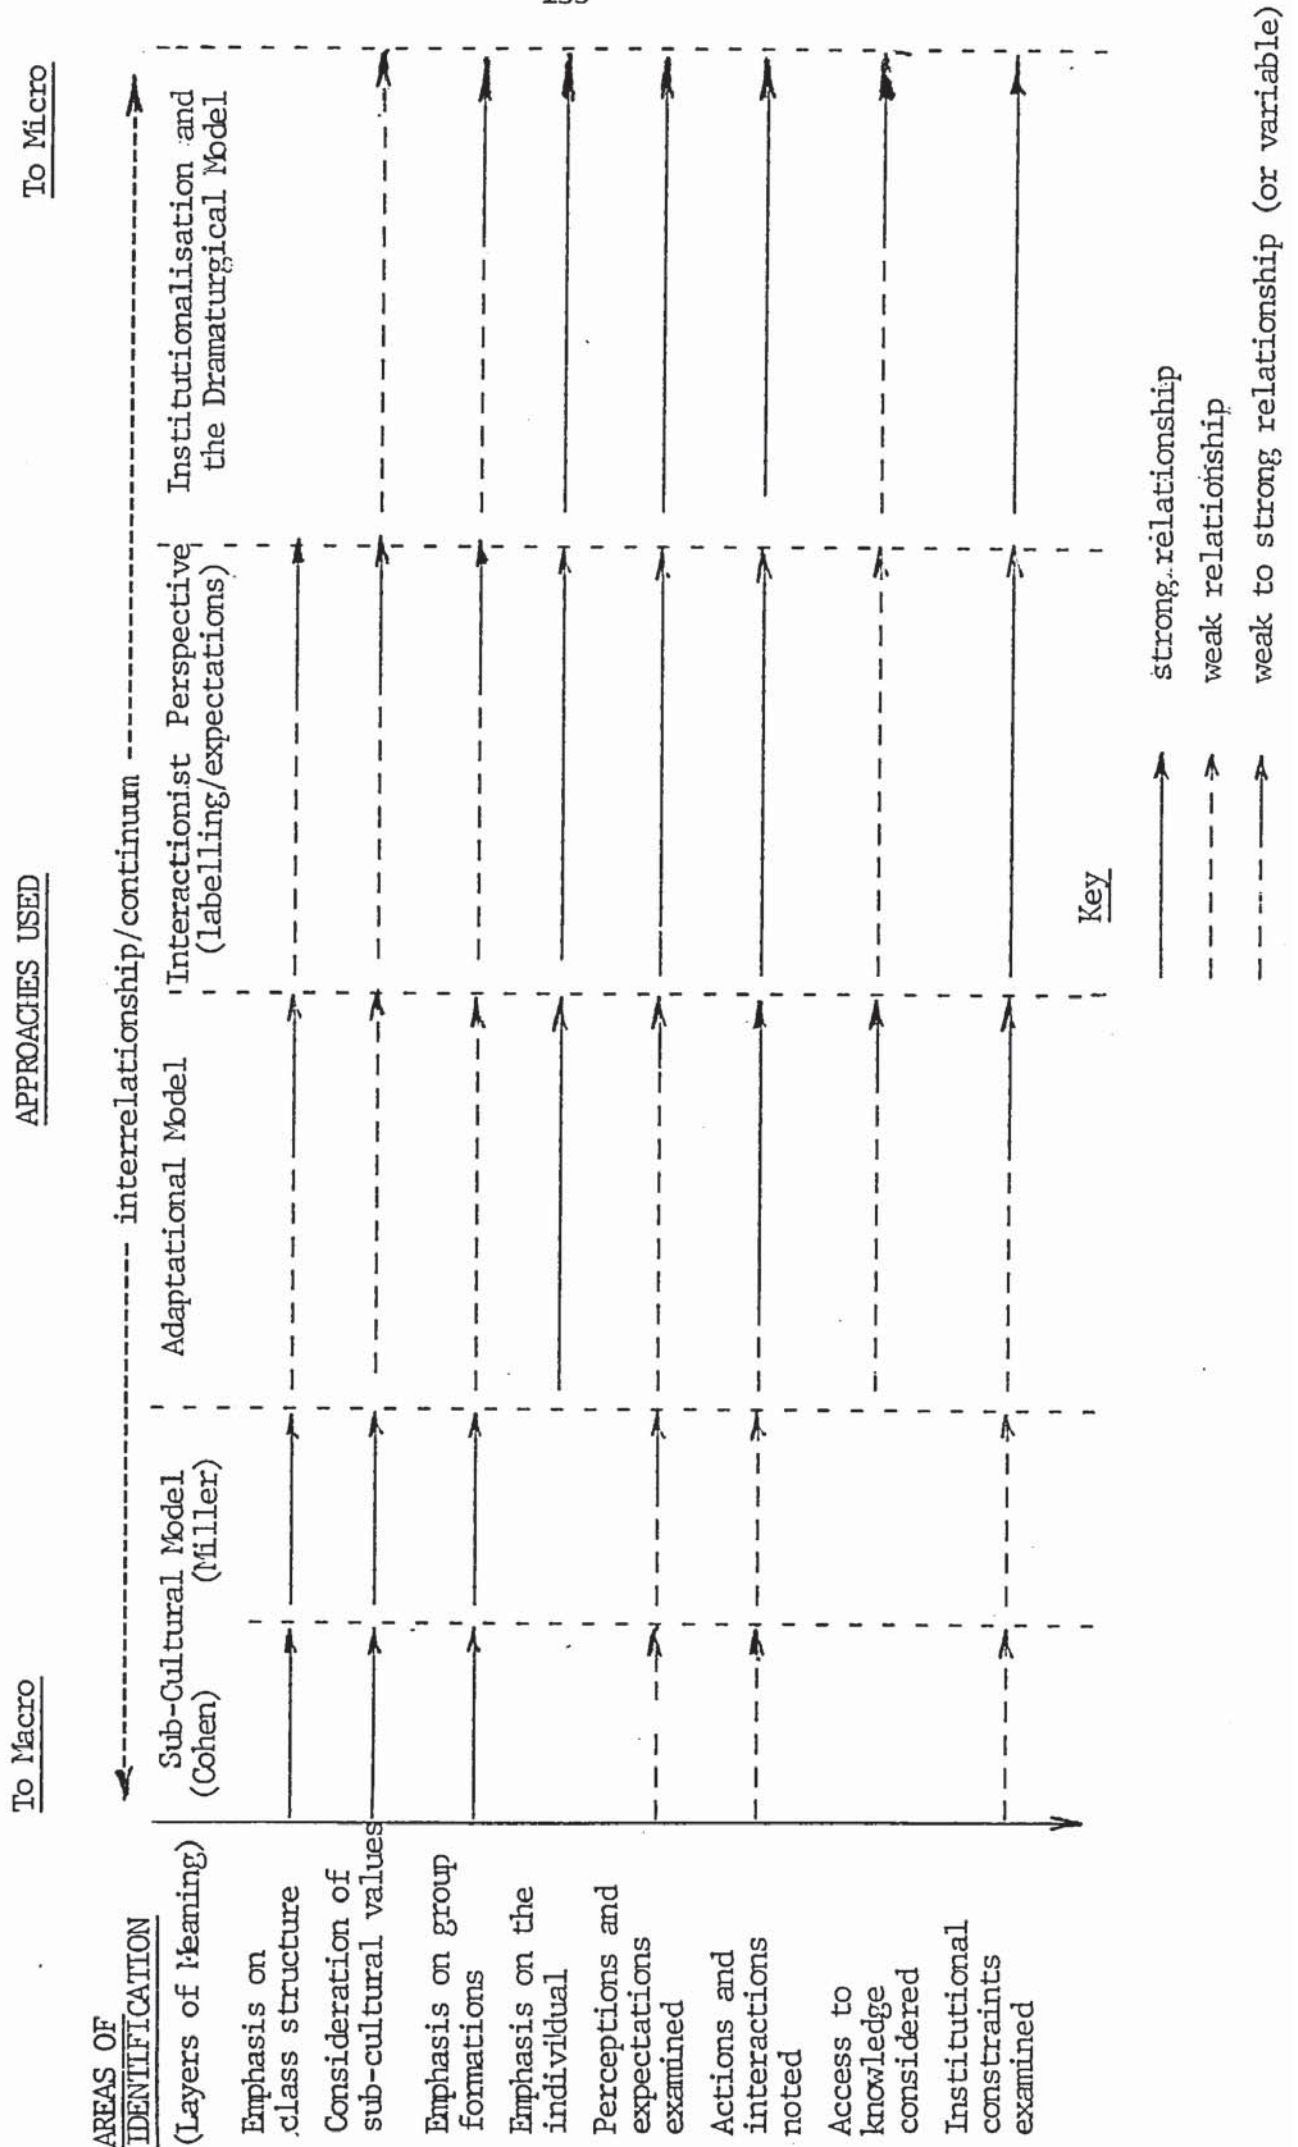 APPROACHES USED
To Macro
To Micro
interrelationship/continuum
AREAS OF
IDENTIFICATION
(Layers of Meaning)
Sub-Cultural Model
(Cohen)
(Miller)
Adaptational Model
Interactionist Perspective
(labelling/expectations)
Institutionalisation and
the Dramaturgical Model
Emphasis on
class structure
Consideration of
sub-cultural values
Emphasis on group
formations
Emphasis on the
individual
Perceptions and
expectations
examined
Actions and
interactions
noted
Access to
knowledge
considered
Institutional
constraints
examined
Key
strong relationship
weak relationship
weak to strong relationship (or variable)